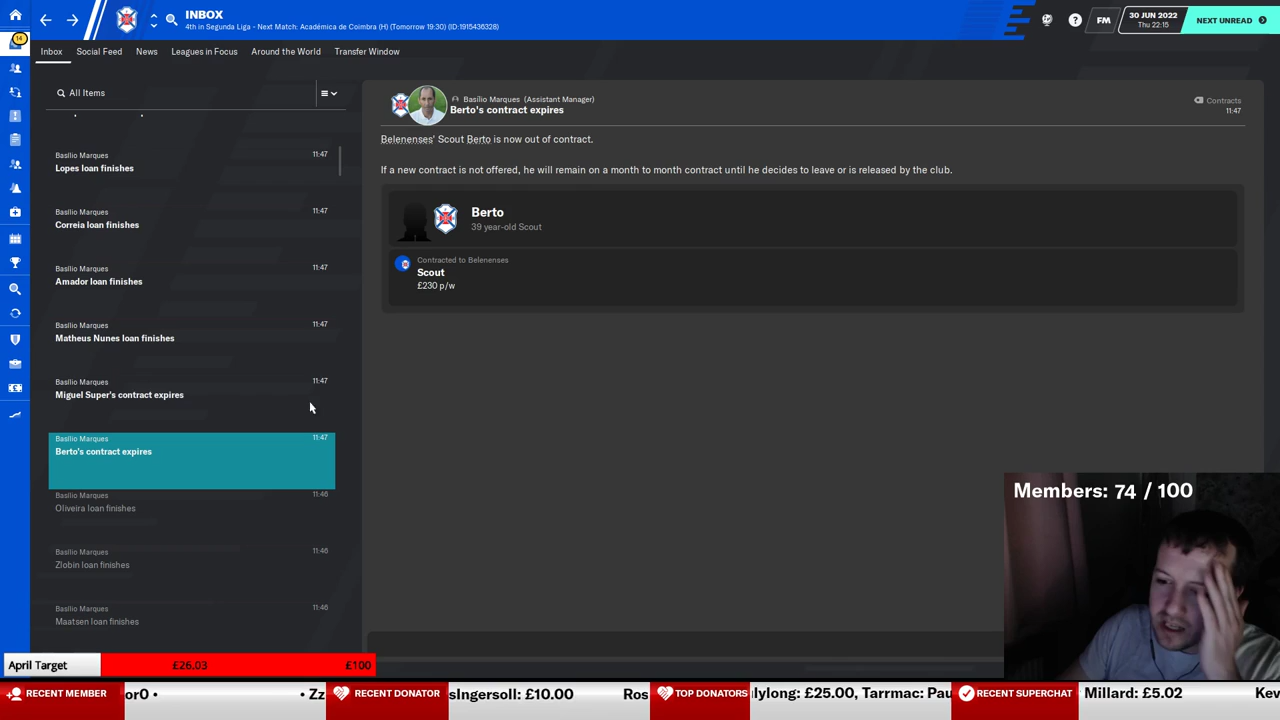 INBOX
4th in Segunda Liga - Next Match: Académica de Coimbra (H) (Tomorrow 19:30) (ID:1915436328)
FM
30 JUN 2022
Thu 22:15
NEXT UNREAD
14
Inbox
Social Feed
News
Leagues in Focus
Around the World
Transfer Window
All Items
Basílio Marques
11:47
Lopes loan finishes
Basílio Marques
11:47
Correia loan finishes
Basílio Marques
11:47
Amador loan finishes
Basílio Marques
11:47
Matheus Nunes loan finishes
Basílio Marques
11:47
Miguel Super's contract expires
Basílio Marques
11:47
Berto's contract expires
Basílio Marques
11:46
Oliveira loan finishes
Basílio Marques
11:46
Zlobin loan finishes
Basílio Marques
11:46
Maatsen loan finishes
Basílio Marques (Assistant Manager)
Berto's contract expires
Contracts
11:47
Belenenses' Scout Berto is now out of contract.
If a new contract is not offered, he will remain on a month to month contract until he decides to leave or is released by the club.
Berto
39 year-old Scout
Contracted to Belenenses
Scout
£230 p/w
Members: 74 / 100
April Target
£26.03
£100
RECENT MEMBER
or0 •
• Zz
RECENT DONATOR
sIngersoll: £10.00
Ros
TOP DONATORS
lylong: £25.00, Tarrmac: Pau
RECENT SUPERCHAT
Millard: £5.02
Kev